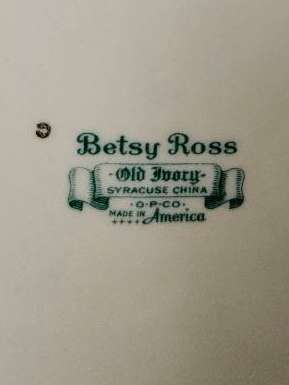 Betsy Ross
-Old Ivory-
SYRACUSE CHINA
·O·P·CO·
MADE IN America